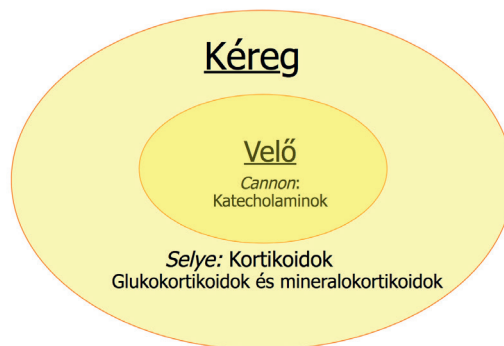 Kéreg
Velő
Cannon:
Katecholaminok
Selye: Kortikoidok
Glukokortikoidok és mineralokortikoidok